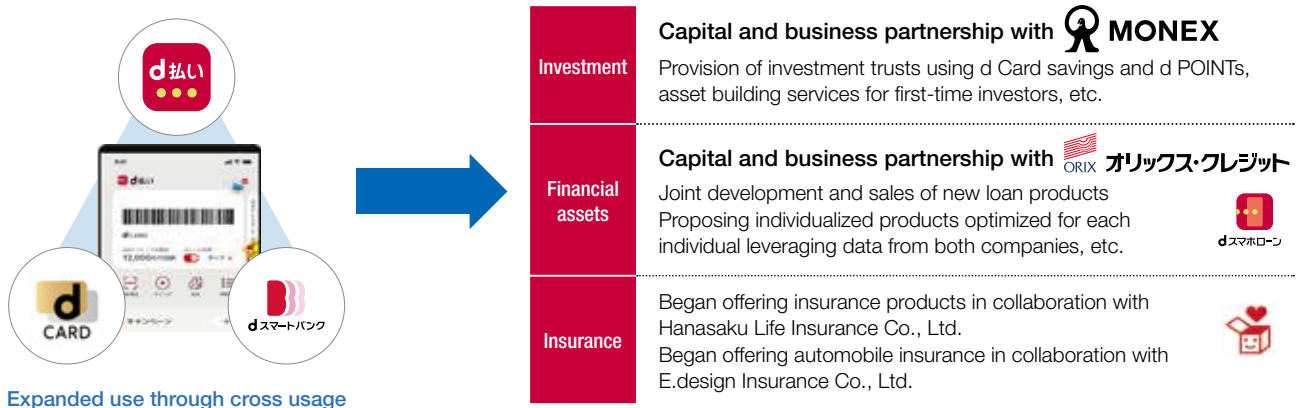 d払い
d払い
12,000
d
CARD
dスマートバンク
Expanded use through cross usage
Investment
Capital and business partnership with MONEX
Provision of investment trusts using d Card savings and d POINTs,
asset building services for first-time investors, etc.
Financial
assets
Capital and business partnership with ORIX オリックス・クレジット
Joint development and sales of new loan products
Proposing individualized products optimized for each
individual leveraging data from both companies, etc.
dスマホローン
Insurance
Began offering insurance products in collaboration with
Hanasaku Life Insurance Co., Ltd.
Began offering automobile insurance in collaboration with
E.design Insurance Co., Ltd.